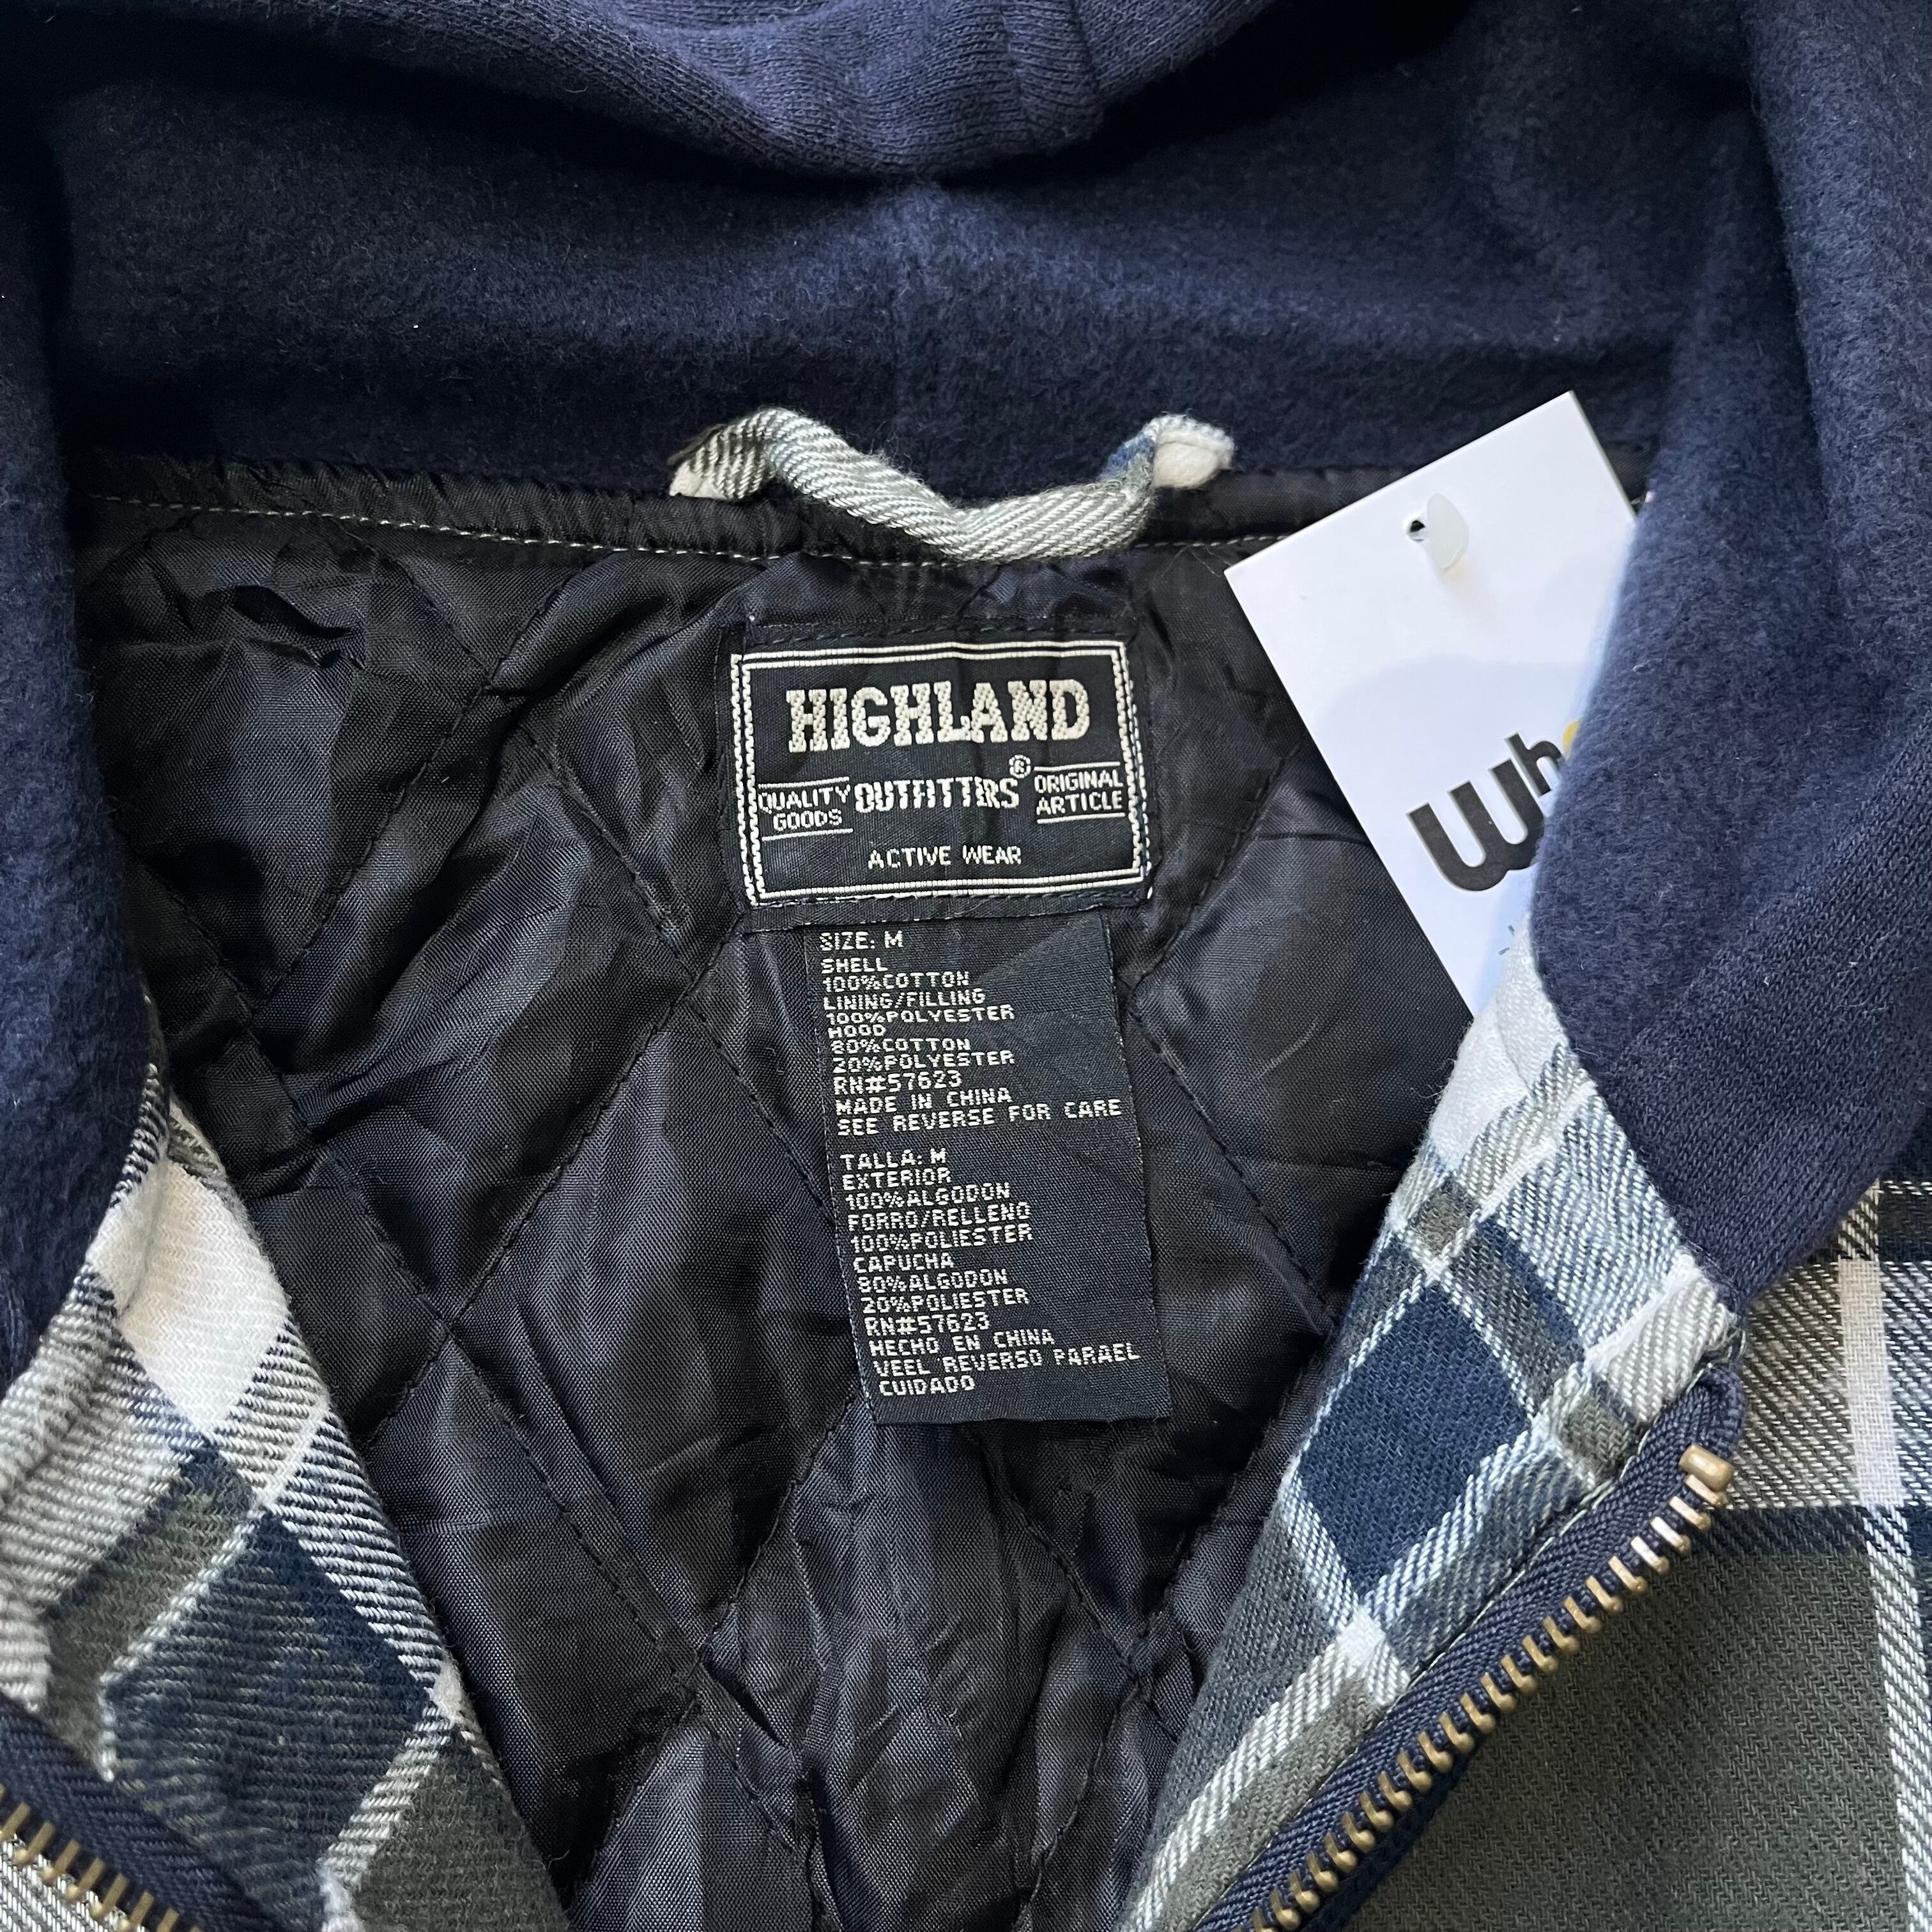 HIGHLAND
QUALITY GOODS OUTFITTERS® ORIGINAL ARTICLE
ACTIVE WEAR
SIZE: M
SHELL
100%COTTON
LINING/FILLING
100%POLYESTER
HOOD
80%COTTON
20%POLYESTER
RN#57623
MADE IN CHINA
SEE REVERSE FOR CARE
TALLA: M
EXTERIOR
100%ALGODON
FORRO/RELLENO
100%POLIESTER
CAPUCHA
80%ALGODON
20%POLIESTER
RN#57623
HECHO EN CHINA
VEEL REVERSO PARAEL
CUIDADO